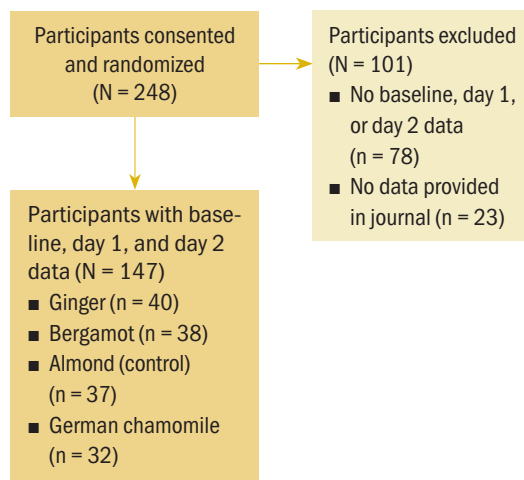 Participants consented
and randomized
(N = 248)
Participants excluded
(N = 101)
■ No baseline, day 1,
or day 2 data
(n = 78)
■ No data provided
in journal (n = 23)
Participants with base-
line, day 1, and day 2
data (N = 147)
■ Ginger (n = 40)
■ Bergamot (n = 38)
■ Almond (control)
(n = 37)
■ German chamomile
(n = 32)